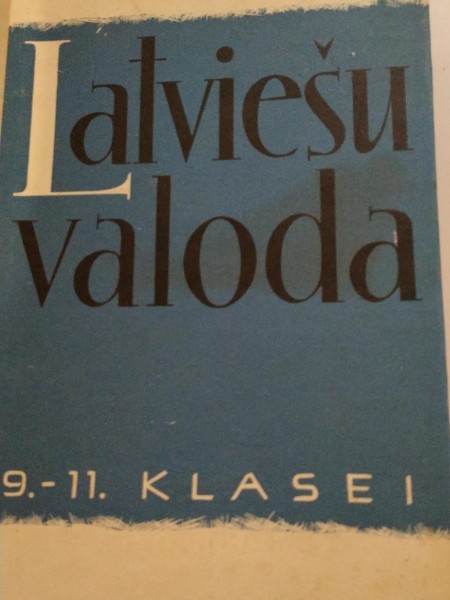 Latviešu
valoda
9.-11. KLASEI